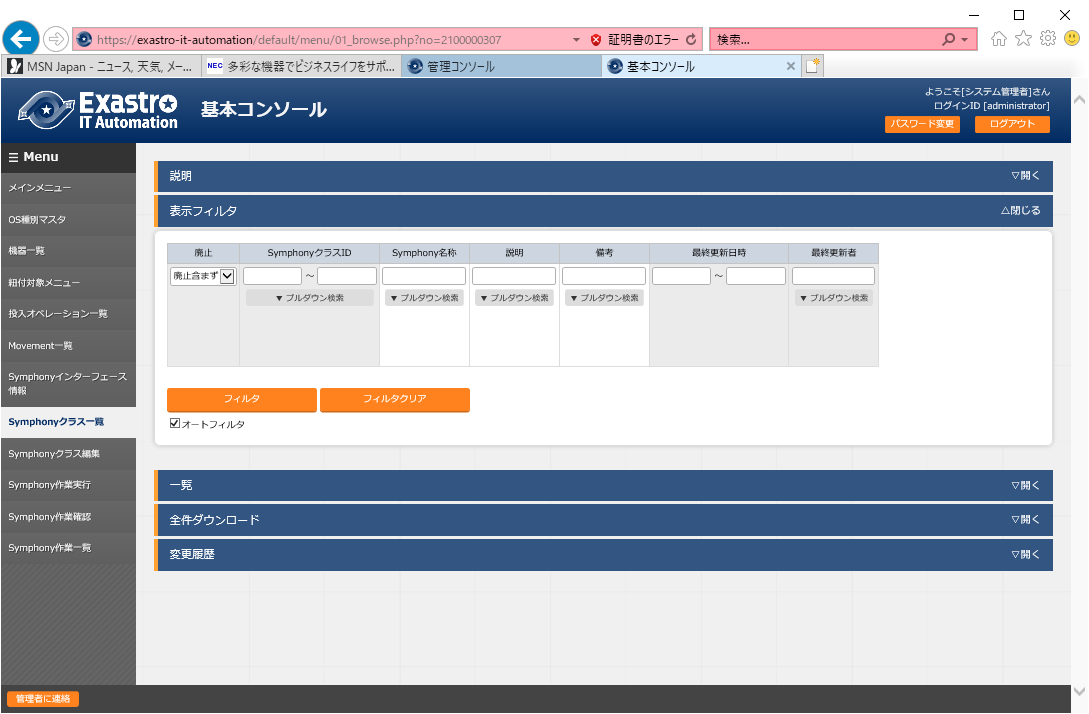 https://exastro-it-automation/default/menu/01_browse.php?no=2100000307
証明書のエラー
検索...
MSN Japan - ニュース, 天気, メー...
NEC 多彩な機器でビジネスライフをサポ...
管理コンソール
基本コンソール
Exastro
IT Automation
基本コンソール
ようこそ[システム管理者]さん
ログインID [administrator]
パスワード変更 ログアウト
☰ Menu
メインメニュー
OS種別マスタ
機器一覧
紐付対象メニュー
投入オペレーション一覧
Movement一覧
Symphonyインターフェース
情報
Symphonyクラス一覧
Symphonyクラス編集
Symphony作業実行
Symphony作業確認
Symphony作業一覧
説明 ▽開く
表示フィルタ △閉じる
廃止 SymphonyクラスID Symphony名称 説明 備考 最終更新日時 最終更新者
廃止含まず ～ ～
▼ プルダウン検索 ▼ プルダウン検索 ▼ プルダウン検索 ▼ プルダウン検索 ▼ プルダウン検索
フィルタ フィルタクリア
オートフィルタ
一覧 ▽開く
全件ダウンロード ▽開く
変更履歴 ▽開く
管理者に連絡